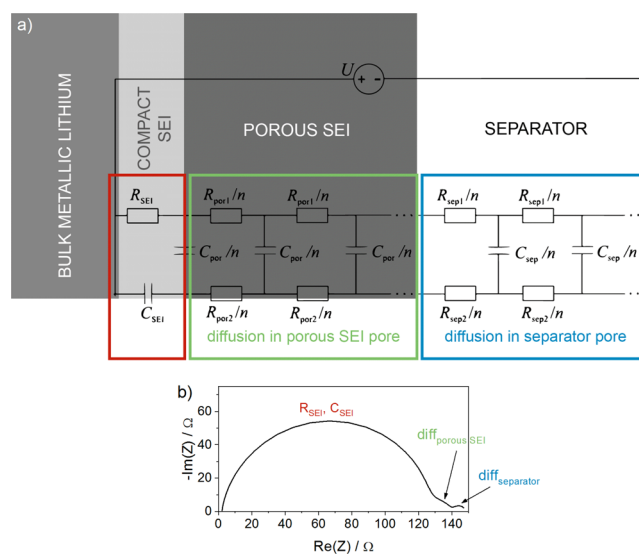 a)
U
+ -
BULK METALLIC LITHIUM
COMPACT
SEI
POROUS SEI
SEPARATOR
R_SEI
R_por1/n
R_por1/n
R_sep1/n
R_sep1/n
C_por/n
C_por/n
C_por/n
C_sep/n
C_sep/n
C_SEI
R_por2/n
R_por2/n
R_sep2/n
R_sep2/n
diffusion in porous SEI pore
diffusion in separator pore
b)
R_SEI, C_SEI
diff_porous SEI
diff_separator
-Im(Z) / Ω
60
40
20
0
0 20 40 60 80 100 120 140
Re(Z) / Ω